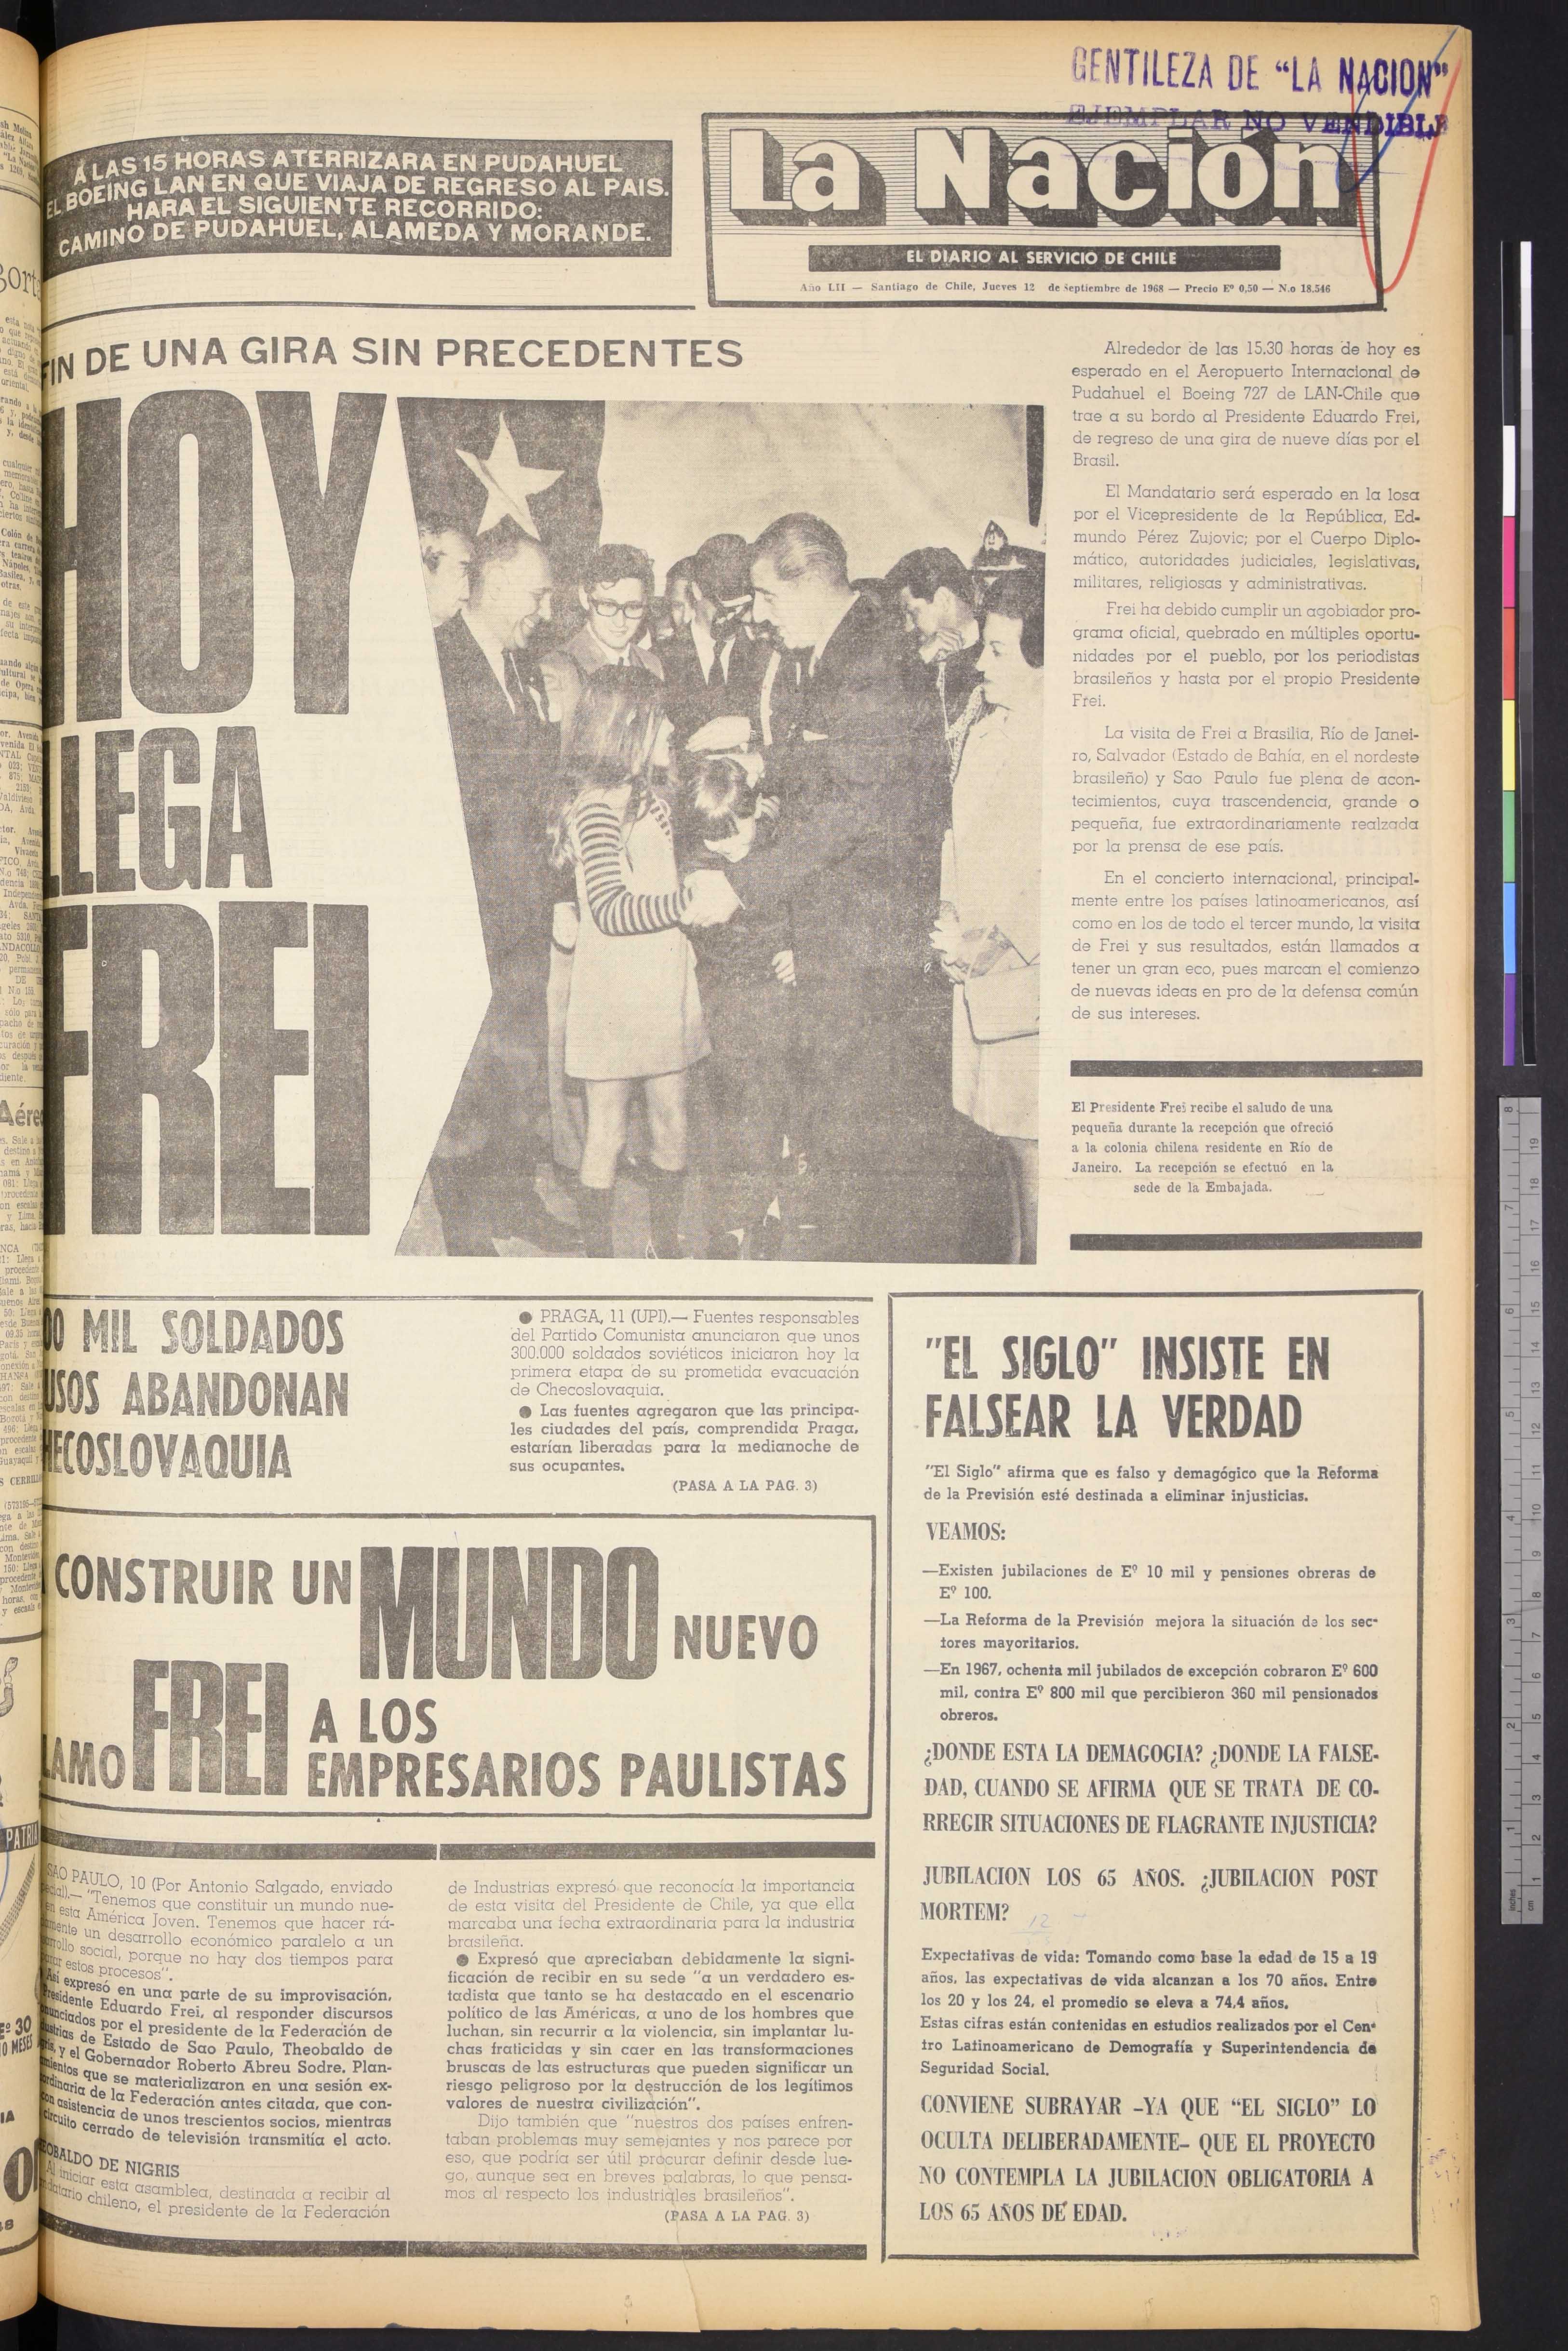 GENTILEZA DE "LA NACION"
EJEMPLAR NO VENDIBLE
A LAS 15 HORAS ATERRIZARA EN PUDAHUEL
EL BOEING LAN EN QUE VIAJA DE REGRESO AL PAIS.
HARA EL SIGUIENTE RECORRIDO:
CAMINO DE PUDAHUEL, ALAMEDA Y MORANDE.
La Nación
EL DIARIO AL SERVICIO DE CHILE
Año LII — Santiago de Chile, Jueves 12 de Septiembre de 1968 — Precio Eº 0,50 — N.o 18.546
FIN DE UNA GIRA SIN PRECEDENTES
HOY
LLEGA
FREI
Alrededor de las 15.30 horas de hoy es
esperado en el Aeropuerto Internacional de
Pudahuel el Boeing 727 de LAN-Chile que
trae a su bordo al Presidente Eduardo Frei,
de regreso de una gira de nueve días por el
Brasil.
El Mandatario será esperado en la losa
por el Vicepresidente de la República, Ed-
mundo Pérez Zujovic; por el Cuerpo Diplo-
mático, autoridades judiciales, legislativas,
militares, religiosas y administrativas.
Frei ha debido cumplir un agobiador pro-
grama oficial, quebrado en múltiples oportu-
nidades por el pueblo, por los periodistas
brasileños y hasta por el propio Presidente
Frei.
La visita de Frei a Brasilia, Río de Janei-
ro, Salvador (Estado de Bahía, en el nordeste
brasileño) y Sao Paulo fue plena de acon-
tecimientos, cuya trascendencia, grande o
pequeña, fue extraordinariamente realzada
por la prensa de ese país.
En el concierto internacional, principal-
mente entre los países latinoamericanos, así
como en los de todo el tercer mundo, la visita
de Frei y sus resultados, están llamados a
tener un gran eco, pues marcan el comienzo
de nuevas ideas en pro de la defensa común
de sus intereses.
El Presidente Frei recibe el saludo de una
pequeña durante la recepción que ofreció
a la colonia chilena residente en Río de
Janeiro. La recepción se efectuó en la
sede de la Embajada.
00 MIL SOLDADOS
USOS ABANDONAN
HECOSLOVAQUIA
● PRAGA, 11 (UPI).— Fuentes responsables
del Partido Comunista anunciaron que unos
300.000 soldados soviéticos iniciaron hoy la
primera etapa de su prometida evacuación
de Checoslovaquia.
● Las fuentes agregaron que las principa-
les ciudades del país, comprendida Praga,
estarían liberadas para la medianoche de
sus ocupantes.
(PASA A LA PAG. 3)
CONSTRUIR UN MUNDO NUEVO
LAMO FREI A LOS
EMPRESARIOS PAULISTAS
SAO PAULO, 10 (Por Antonio Salgado, enviado
ecial).— "Tenemos que constituir un mundo nue-
en esta América Joven. Tenemos que hacer rá-
mente un desarrollo económico paralelo a un
rrollo social, porque no hay dos tiempos para
estos procesos".
Así expresó en una parte de su improvisación,
Presidente Eduardo Frei, al responder discursos
nunciados por el presidente de la Federación de
dustrias de Estado de Sao Paulo, Theobaldo de
gris, y el Gobernador Roberto Abreu Sodre. Plan-
mientos que se materializaron en una sesión ex-
ordinaria de la Federación antes citada, que con-
con asistencia de unos trescientos socios, mientras
circuito cerrado de televisión transmitía el acto.
EOBALDO DE NIGRIS
Al iniciar esta asamblea, destinada a recibir al
datario chileno, el presidente de la Federación
de Industrias expresó que reconocía la importancia
de esta visita del Presidente de Chile, ya que ella
marcaba una fecha extraordinaria para la industria
brasileña.
● Expresó que apreciaban debidamente la signi-
ficación de recibir en su sede "a un verdadero es-
tadista que tanto se ha destacado en el escenario
político de las Américas, a uno de los hombres que
luchan, sin recurrir a la violencia, sin implantar lu-
chas fraticidas y sin caer en las transformaciones
bruscas de las estructuras que pueden significar un
riesgo peligroso por la destrucción de los legítimos
valores de nuestra civilización".
Dijo también que "nuestros dos países enfren-
taban problemas muy semejantes y nos parece por
eso, que podría ser útil procurar definir desde lue-
go, aunque sea en breves palabras, lo que pensa-
mos al respecto los industriales brasileños".
(PASA A LA PAG. 3)
"EL SIGLO" INSISTE EN
FALSEAR LA VERDAD
"El Siglo" afirma que es falso y demagógico que la Reforma
de la Previsión esté destinada a eliminar injusticias.
VEAMOS:
—Existen jubilaciones de Eº 10 mil y pensiones obreras de
Eº 100.
—La Reforma de la Previsión mejora la situación de los sec-
tores mayoritarios.
—En 1967, ochenta mil jubilados de excepción cobraron Eº 600
mil, contra Eº 800 mil que percibieron 360 mil pensionados
obreros.
¿DONDE ESTA LA DEMAGOGIA? ¿DONDE LA FALSE-
DAD, CUANDO SE AFIRMA QUE SE TRATA DE CO-
RREGIR SITUACIONES DE FLAGRANTE INJUSTICIA?
JUBILACION LOS 65 AÑOS. ¿JUBILACION POST
MORTEM?
Expectativas de vida: Tomando como base la edad de 15 a 19
años, las expectativas de vida alcanzan a los 70 años. Entre
los 20 y los 24, el promedio se eleva a 74,4 años.
Estas cifras están contenidas en estudios realizados por el Cen-
tro Latinoamericano de Demografía y Superintendencia de
Seguridad Social.
CONVIENE SUBRAYAR -YA QUE "EL SIGLO" LO
OCULTA DELIBERADAMENTE- QUE EL PROYECTO
NO CONTEMPLA LA JUBILACION OBLIGATORIA A
LOS 65 AÑOS DE EDAD.